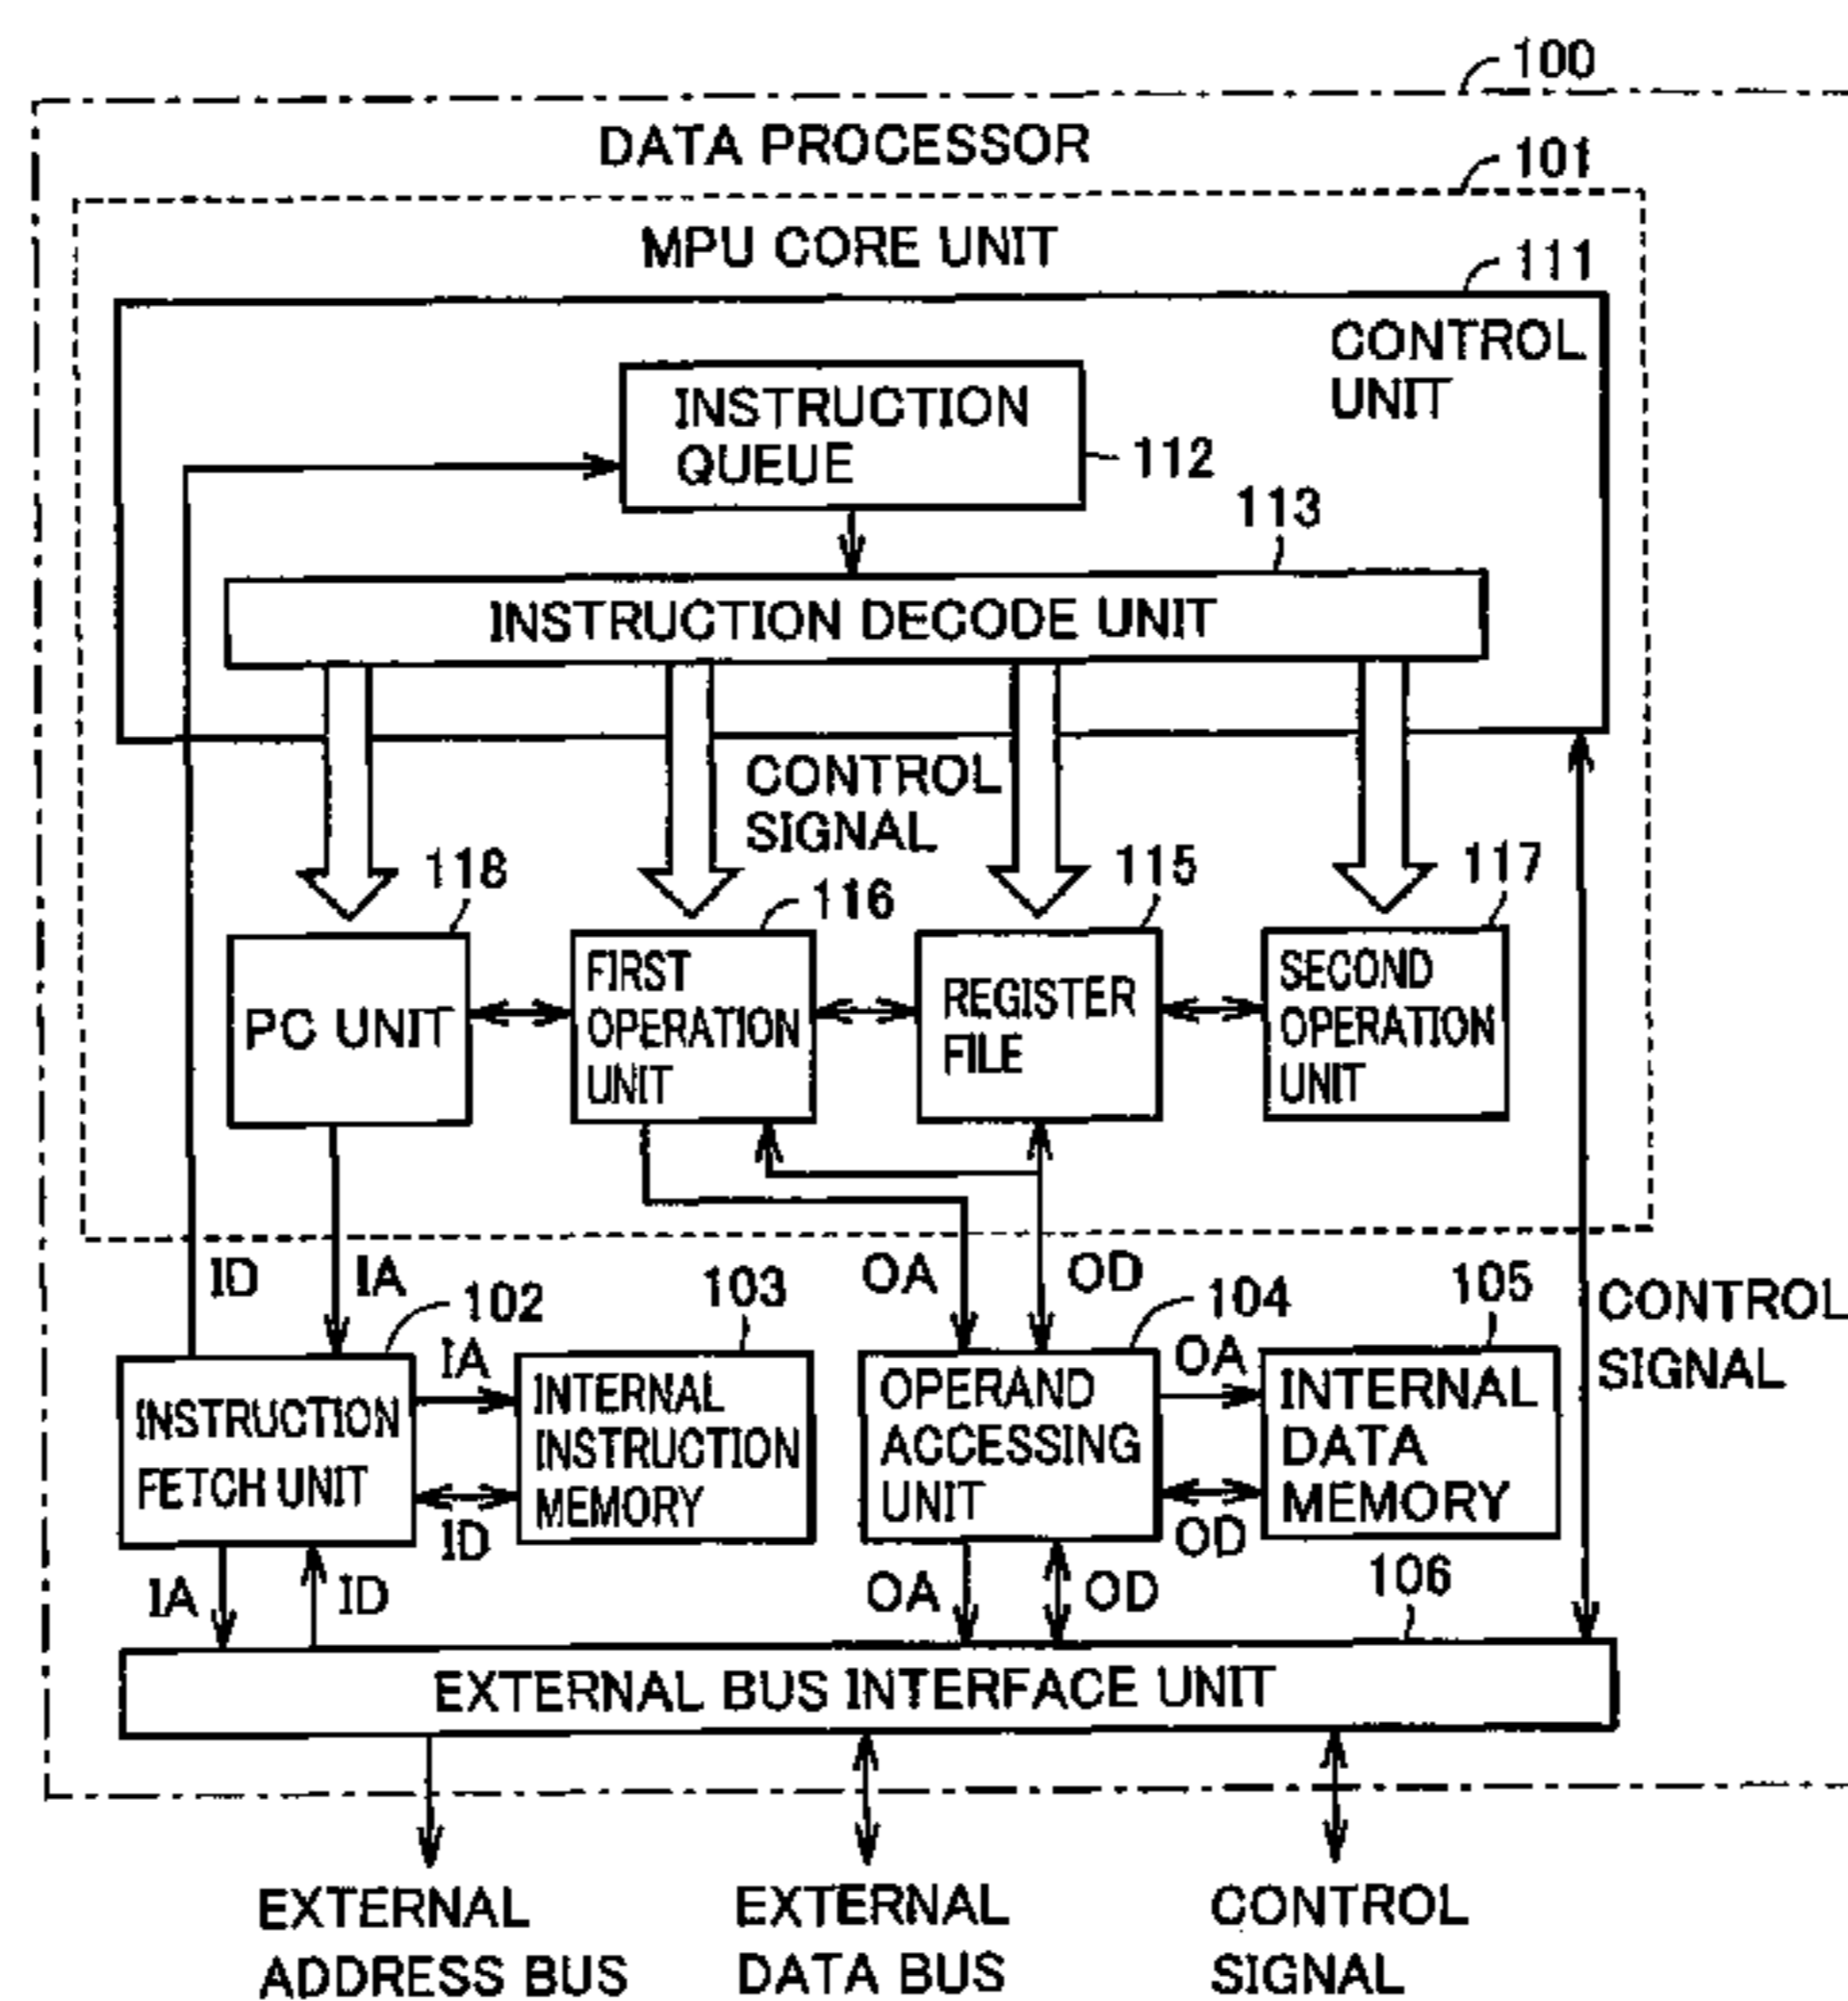 100
DATA PROCESSOR
101
MPU CORE UNIT
111
CONTROL
UNIT
INSTRUCTION
QUEUE
112
113
INSTRUCTION DECODE UNIT
CONTROL
SIGNAL
118
116
115
117
PC UNIT
FIRST
OPERATION
UNIT
REGISTER
FILE
SECOND
OPERATION
UNIT
ID
IA
OA
OD
CONTROL
SIGNAL
102
103
104
105
INSTRUCTION
FETCH UNIT
IA
ID
INTERNAL
INSTRUCTION
MEMORY
OPERAND
ACCESSING
UNIT
OA
OD
INTERNAL
DATA
MEMORY
IA
ID
OA
OD
106
EXTERNAL BUS INTERFACE UNIT
EXTERNAL
ADDRESS BUS
EXTERNAL
DATA BUS
CONTROL
SIGNAL